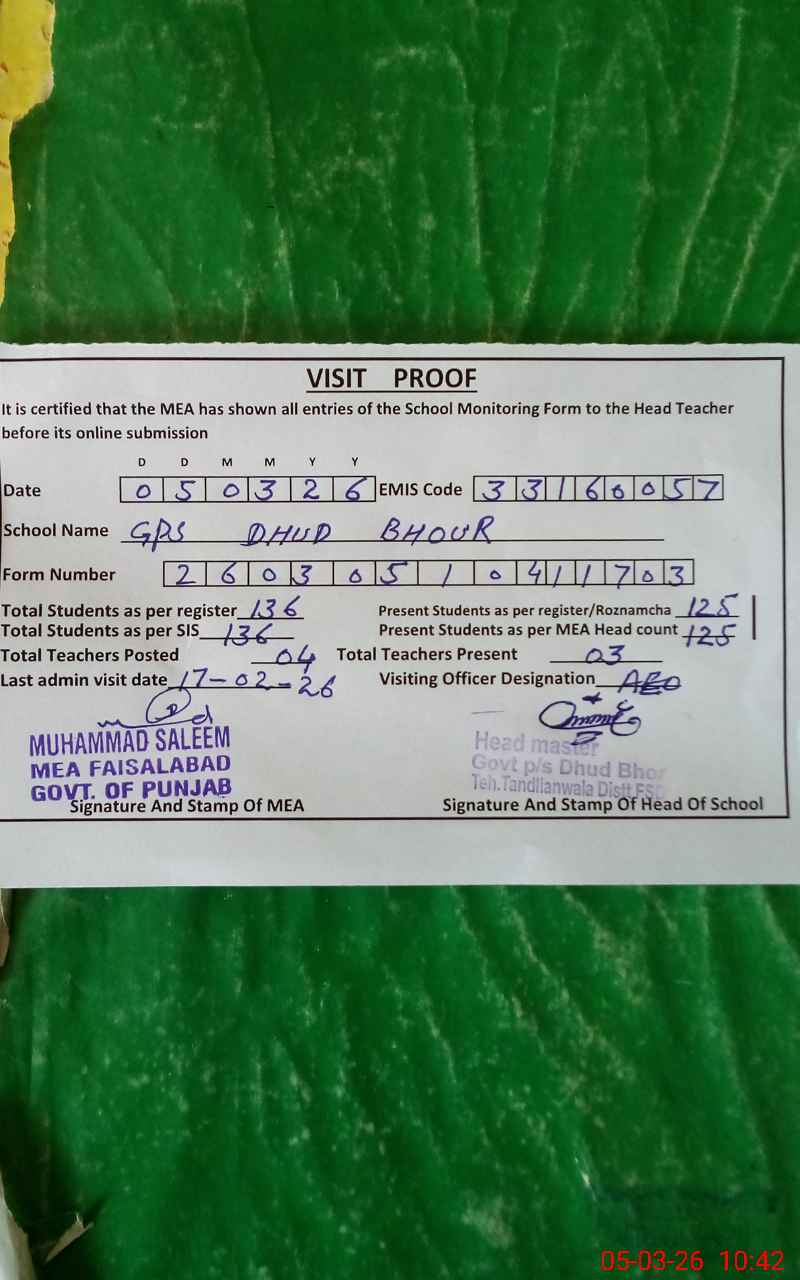 VISIT PROOF
It is certified that the MEA has shown all entries of the School Monitoring Form to the Head Teacher
before its online submission
D D M M Y Y
Date 0 5 0 3 2 6 EMIS Code 3 3 1 6 0 0 5 7
School Name GPS DHUD BHOUR
Form Number 2 6 0 3 0 5 1 0 4 1 1 7 0 3
Total Students as per register 136 Present Students as per register/Roznamcha 125
Total Students as per SIS 136 Present Students as per MEA Head count 125
Total Teachers Posted 04 Total Teachers Present 03
Last admin visit date 17-02-26 Visiting Officer Designation AEO
MUHAMMAD SALEEM
MEA FAISALABAD
GOVT. OF PUNJAB
Signature And Stamp Of MEA
Head master
Govt p/s Dhud Bhor
Teh.Tandlianwala Distt FSD
Signature And Stamp Of Head Of School
05-03-26 10:42